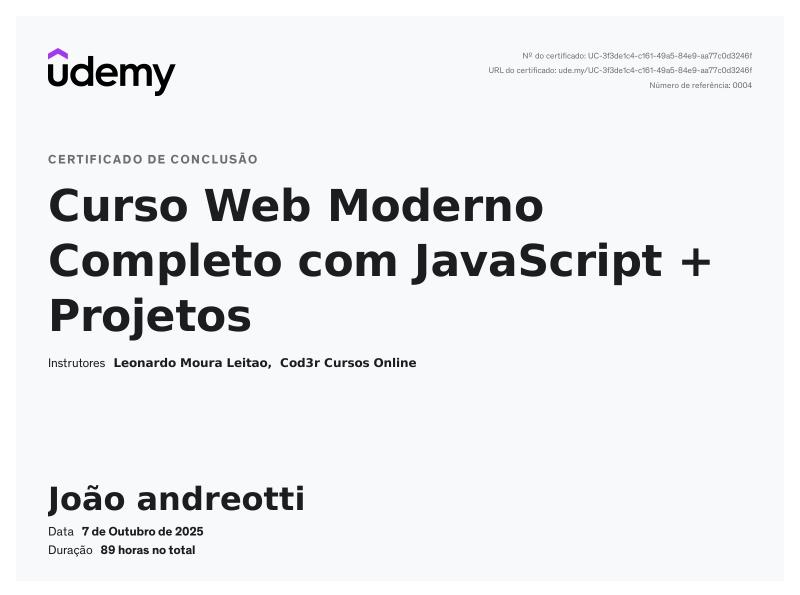 udemy
Nº do certificado: UC-3f3de1c4-c161-49a5-84e9-aa77c0d3246f
URL do certificado: ude.my/UC-3f3de1c4-c161-49a5-84e9-aa77c0d3246f
Número de referência: 0004
CERTIFICADO DE CONCLUSÃO
Curso Web Moderno
Completo com JavaScript +
Projetos
Instrutores Leonardo Moura Leitao, Cod3r Cursos Online
João andreotti
Data 7 de Outubro de 2025
Duração 89 horas no total